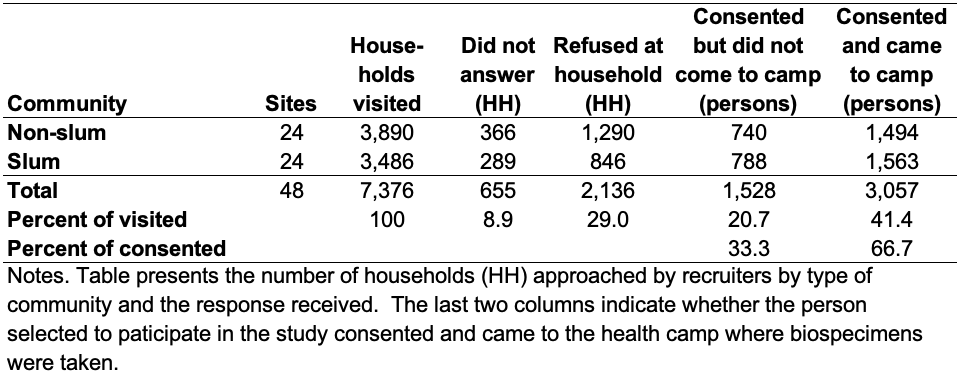 Consented Consented
House- Did not Refused at but did not and came
holds answer household come to camp to camp
Community Sites visited (HH) (HH) (persons) (persons)
Non-slum 24 3,890 366 1,290 740 1,494
Slum 24 3,486 289 846 788 1,563
Total 48 7,376 655 2,136 1,528 3,057
Percent of visited 100 8.9 29.0 20.7 41.4
Percent of consented 33.3 66.7
Notes. Table presents the number of households (HH) approached by recruiters by type of
community and the response received.  The last two columns indicate whether the person
selected to paticipate in the study consented and came to the health camp where biospecimens
were taken.